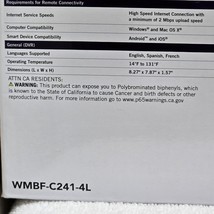 Requirements for Remote Connectivity
Internet Access Speeds High Speed Internet Connection with
a minimum of 2 Mbps upload speed
Computer Compatibility Windows® and Mac OS X®
Smart Device Compatibility Android™ and iOS®
General (DVR)
Languages Supported English, Spanish, French
Operating Temperature 14°F to 131°F
Dimensions (L x W x H) 8.27" x 7.87" x 1.57"
ATTN CA RESIDENTS:
⚠ WARNING: This product can expose you to Polybrominated biphenyls, which
is known to the State of California to cause Cancer and birth defects or other
reproductive harm. For more information go to www.p65warnings.ca.gov
WMBF-C241-4L